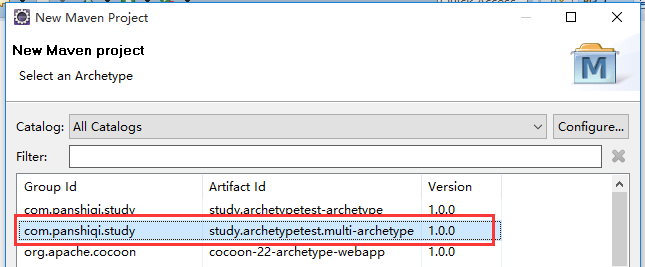 New Maven Project
New Maven project
Select an Archetype
M
Catalog: All Catalogs Configure...
Filter:
Group Id Artifact Id Version
com.panshiqi.study study.archetypetest-archetype 1.0.0
com.panshiqi.study study.archetypetest.multi-archetype 1.0.0
org.apache.cocoon cocoon-22-archetype-webapp 1.0.0